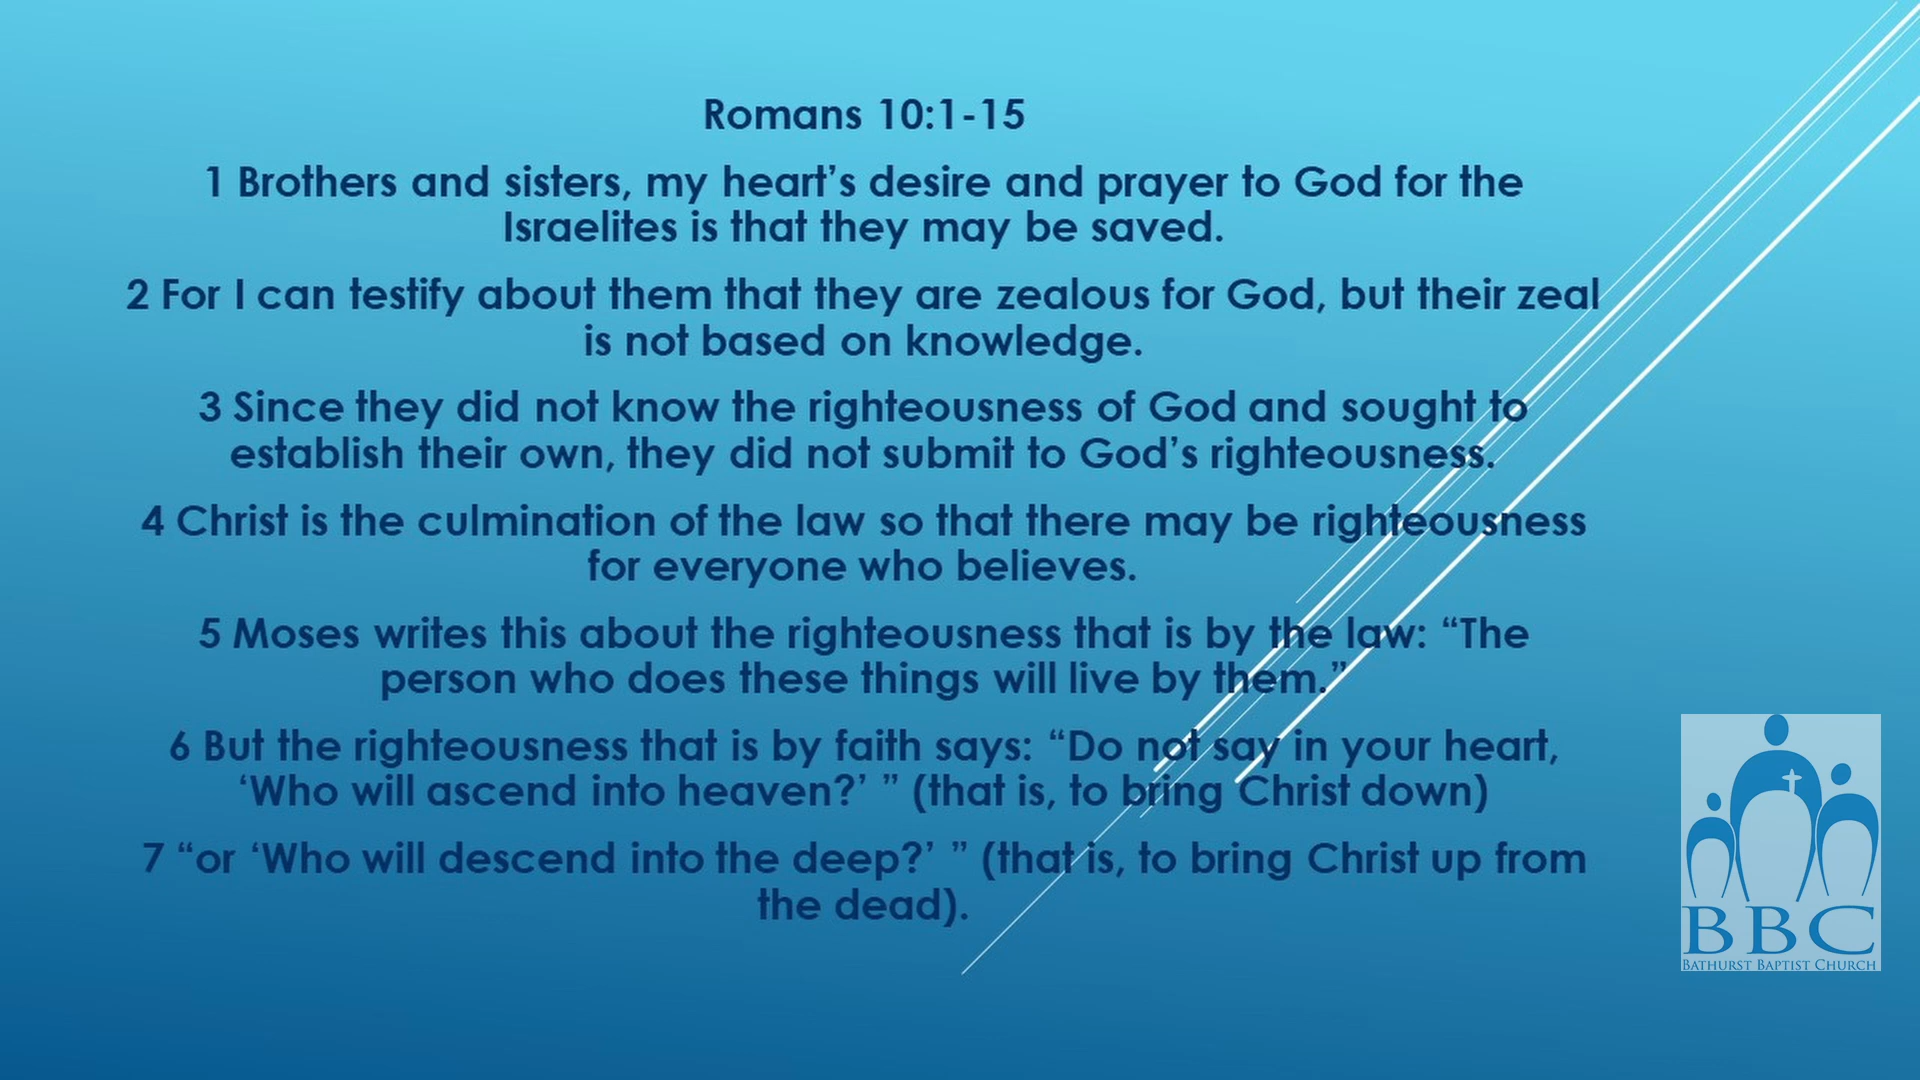 Romans 10:1-15
1 Brothers and sisters, my heart’s desire and prayer to God for the
Israelites is that they may be saved.
2 For I can testify about them that they are zealous for God, but their zeal
is not based on knowledge.
3 Since they did not know the righteousness of God and sought to
establish their own, they did not submit to God’s righteousness.
4 Christ is the culmination of the law so that there may be righteousness
for everyone who believes.
5 Moses writes this about the righteousness that is by the law: “The
person who does these things will live by them.”
6 But the righteousness that is by faith says: “Do not say in your heart,
‘Who will ascend into heaven?’ ” (that is, to bring Christ down)
7 “or ‘Who will descend into the deep?’ ” (that is, to bring Christ up from
the dead).
BBC
BATHURST BAPTIST CHURCH